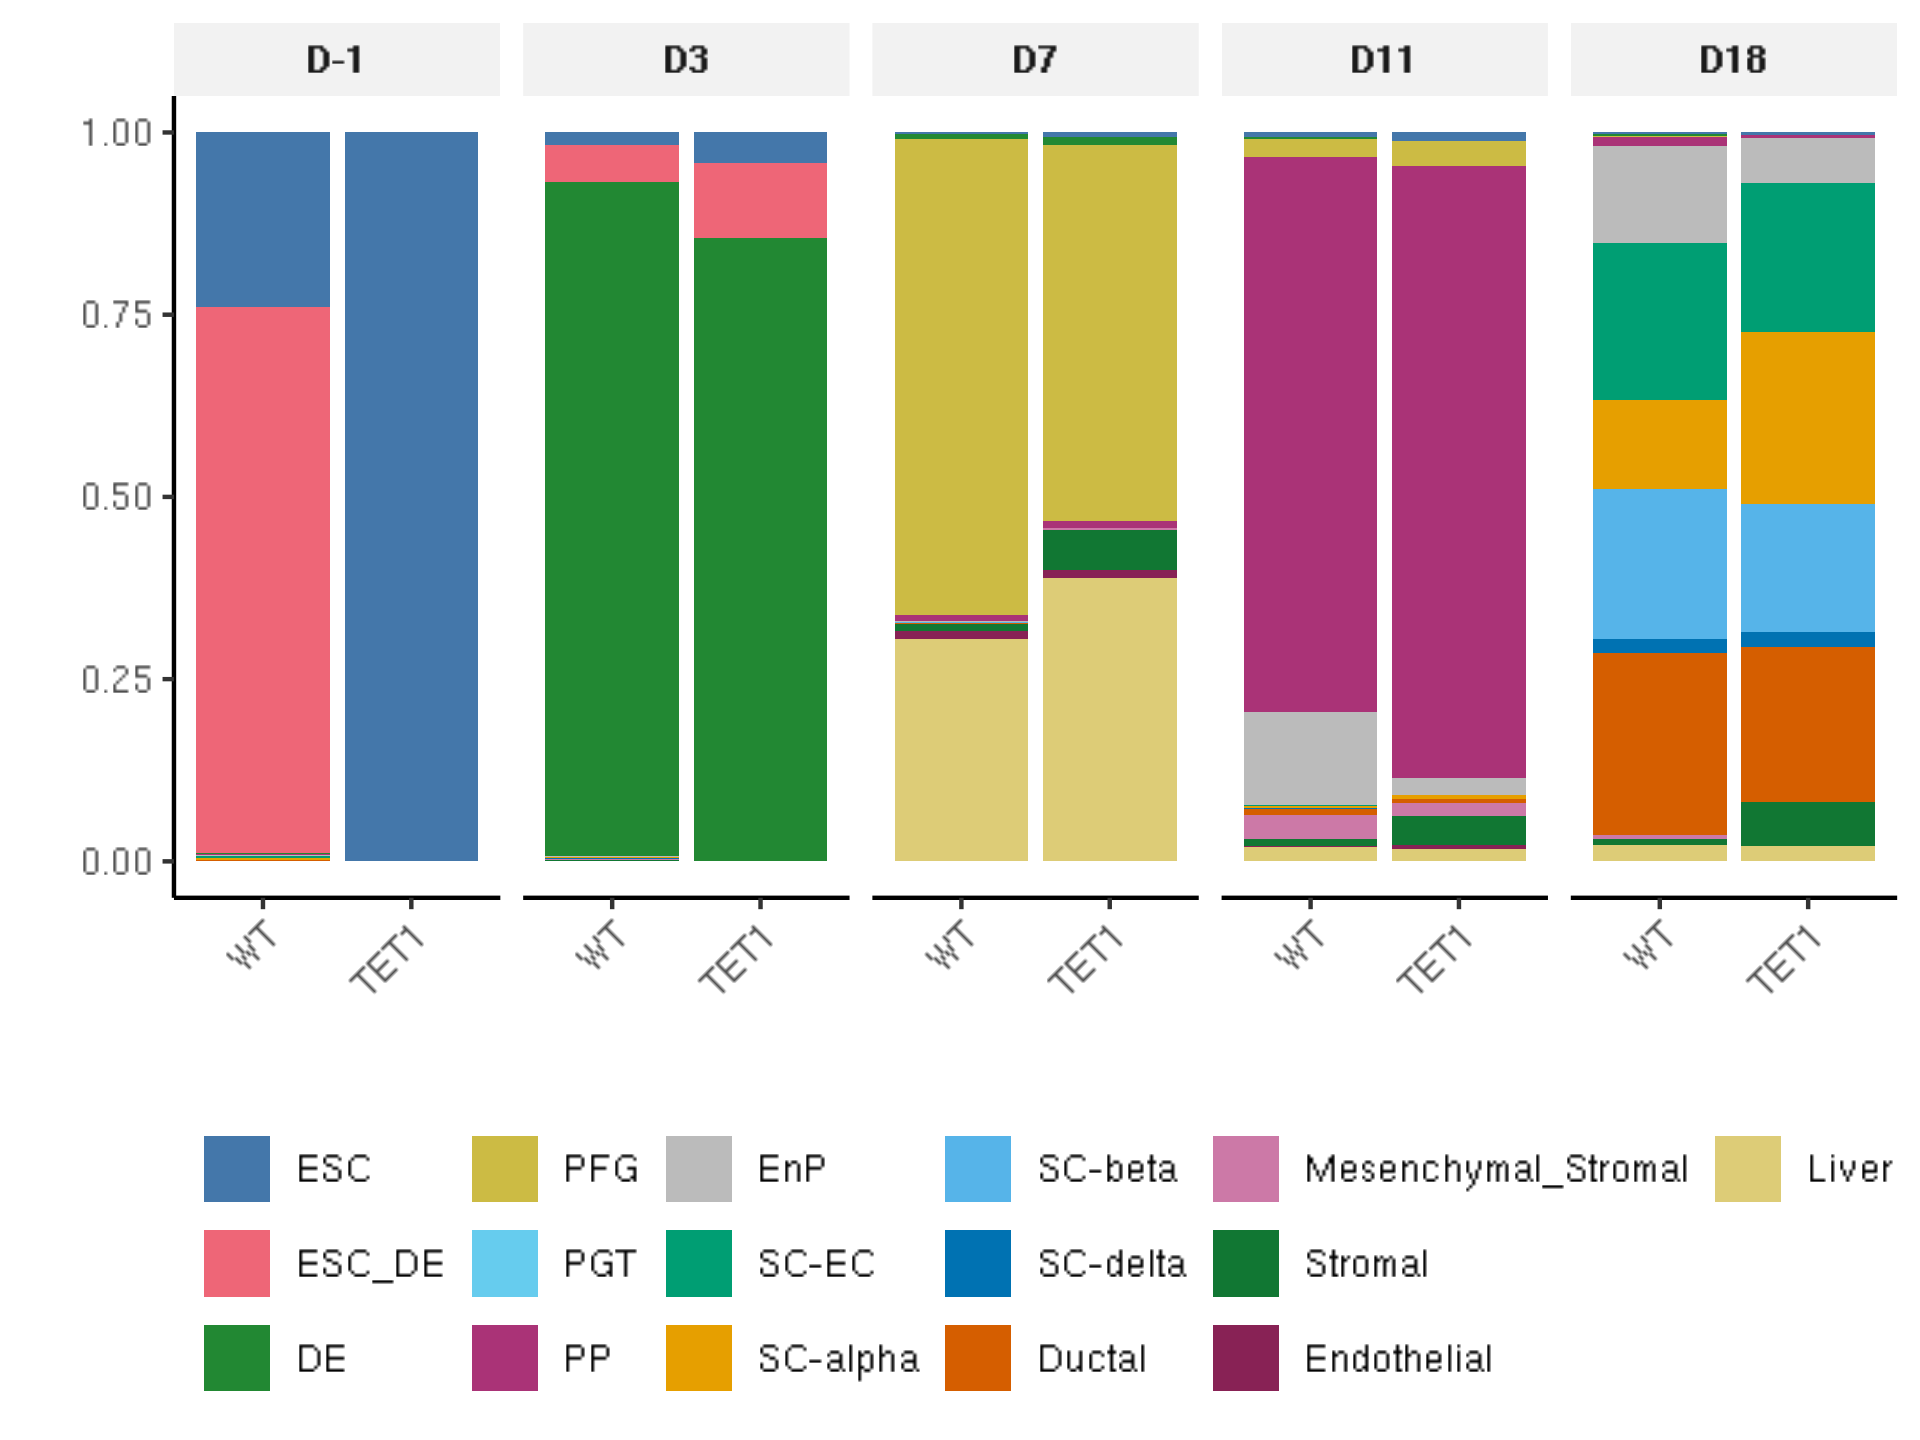 D-1 D3 D7 D11 D18
1.00
0.75
0.50
0.25
0.00
WT TET1 WT TET1 WT TET1 WT TET1 WT TET1
ESC PFG EnP SC-beta Mesenchymal_Stromal Liver
ESC_DE PGT SC-EC SC-delta Stromal
DE PP SC-alpha Ductal Endothelial